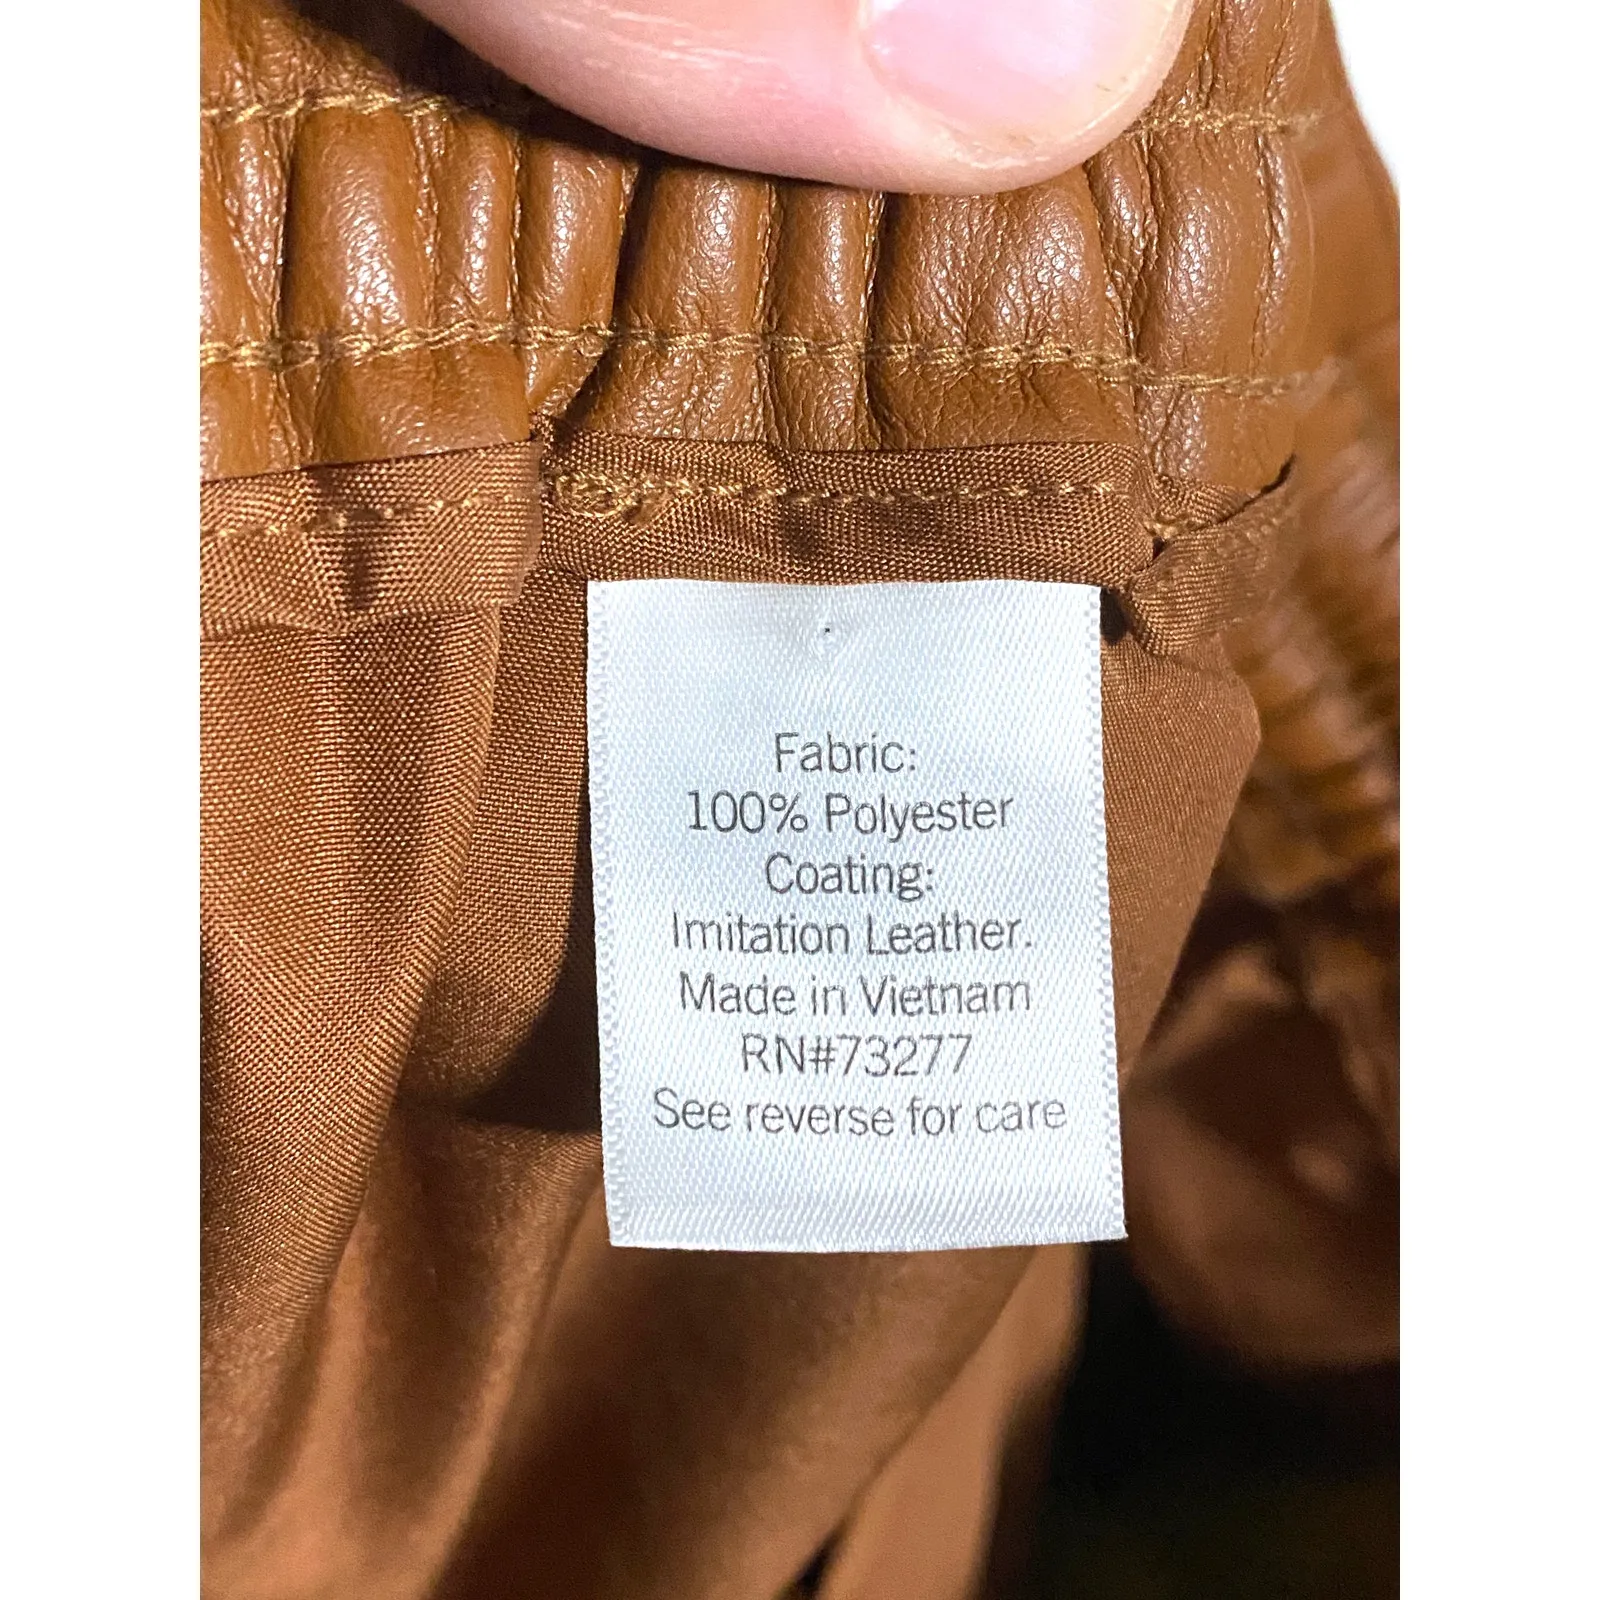 Fabric:
100% Polyester
Coating:
Imitation Leather.
Made in Vietnam
RN#73277
See reverse for care